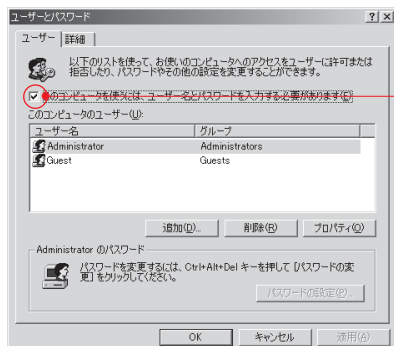 ユーザーとパスワード
ユーザー 詳細
以下のリストを使って、お使いのコンピュータへのアクセスをユーザーに許可または
拒否したり、パスワードやその他の設定を変更することができます。
このコンピュータを使うには、ユーザー名とパスワードを入力する必要があります(E)
このコンピュータのユーザー(U):
ユーザー名 グループ
Administrator Administrators
Guest Guests
追加(D)... 削除(R) プロパティ(O)
Administrator のパスワード
パスワードを変更するには、Ctrl+Alt+Del キーを押して [パスワードの変
更] をクリックしてください。
パスワードの設定(P)...
OK キャンセル 適用(A)